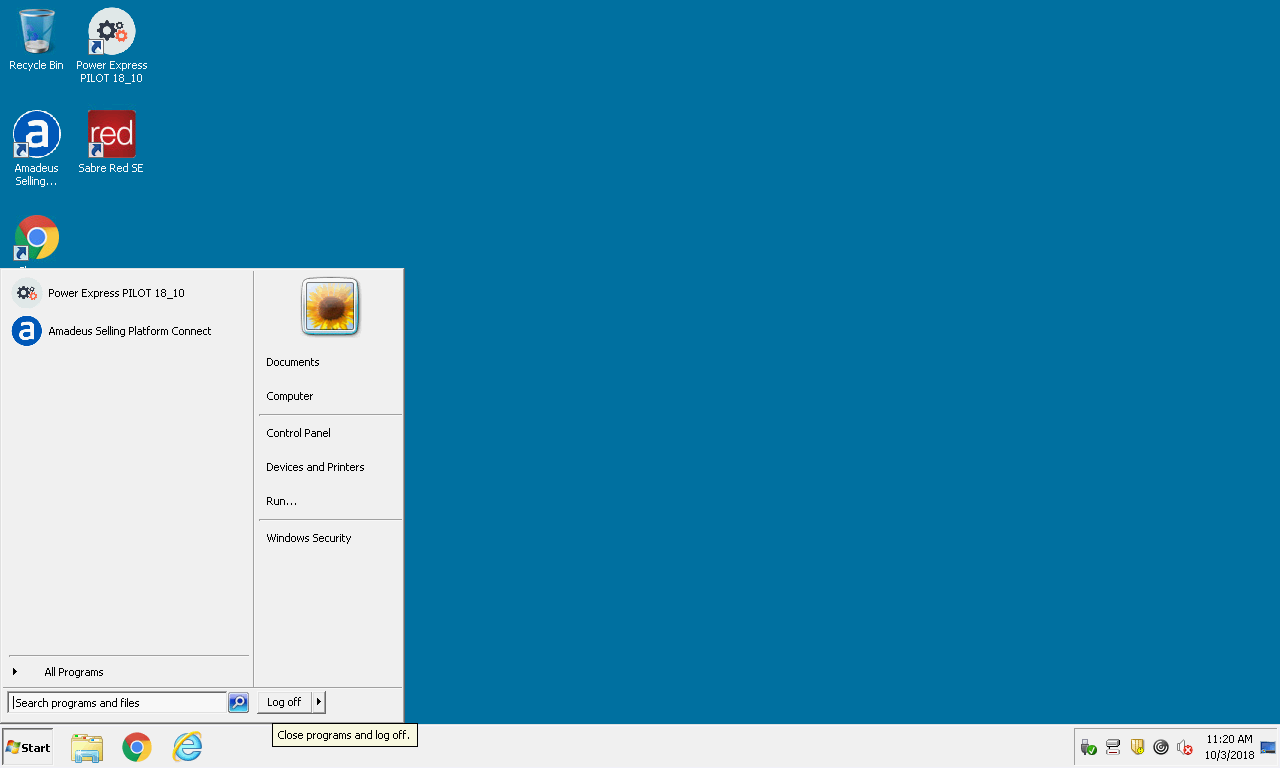 Recycle Bin
Power Express
PILOT 18_10
a
Amadeus
Selling...
red
Sabre Red SE
Power Express PILOT 18_10
a
Amadeus Selling Platform Connect
Documents
Computer
Control Panel
Devices and Printers
Run...
Windows Security
All Programs
Search programs and files
Log off
Close programs and log off.
Start
11:20 AM
10/3/2018